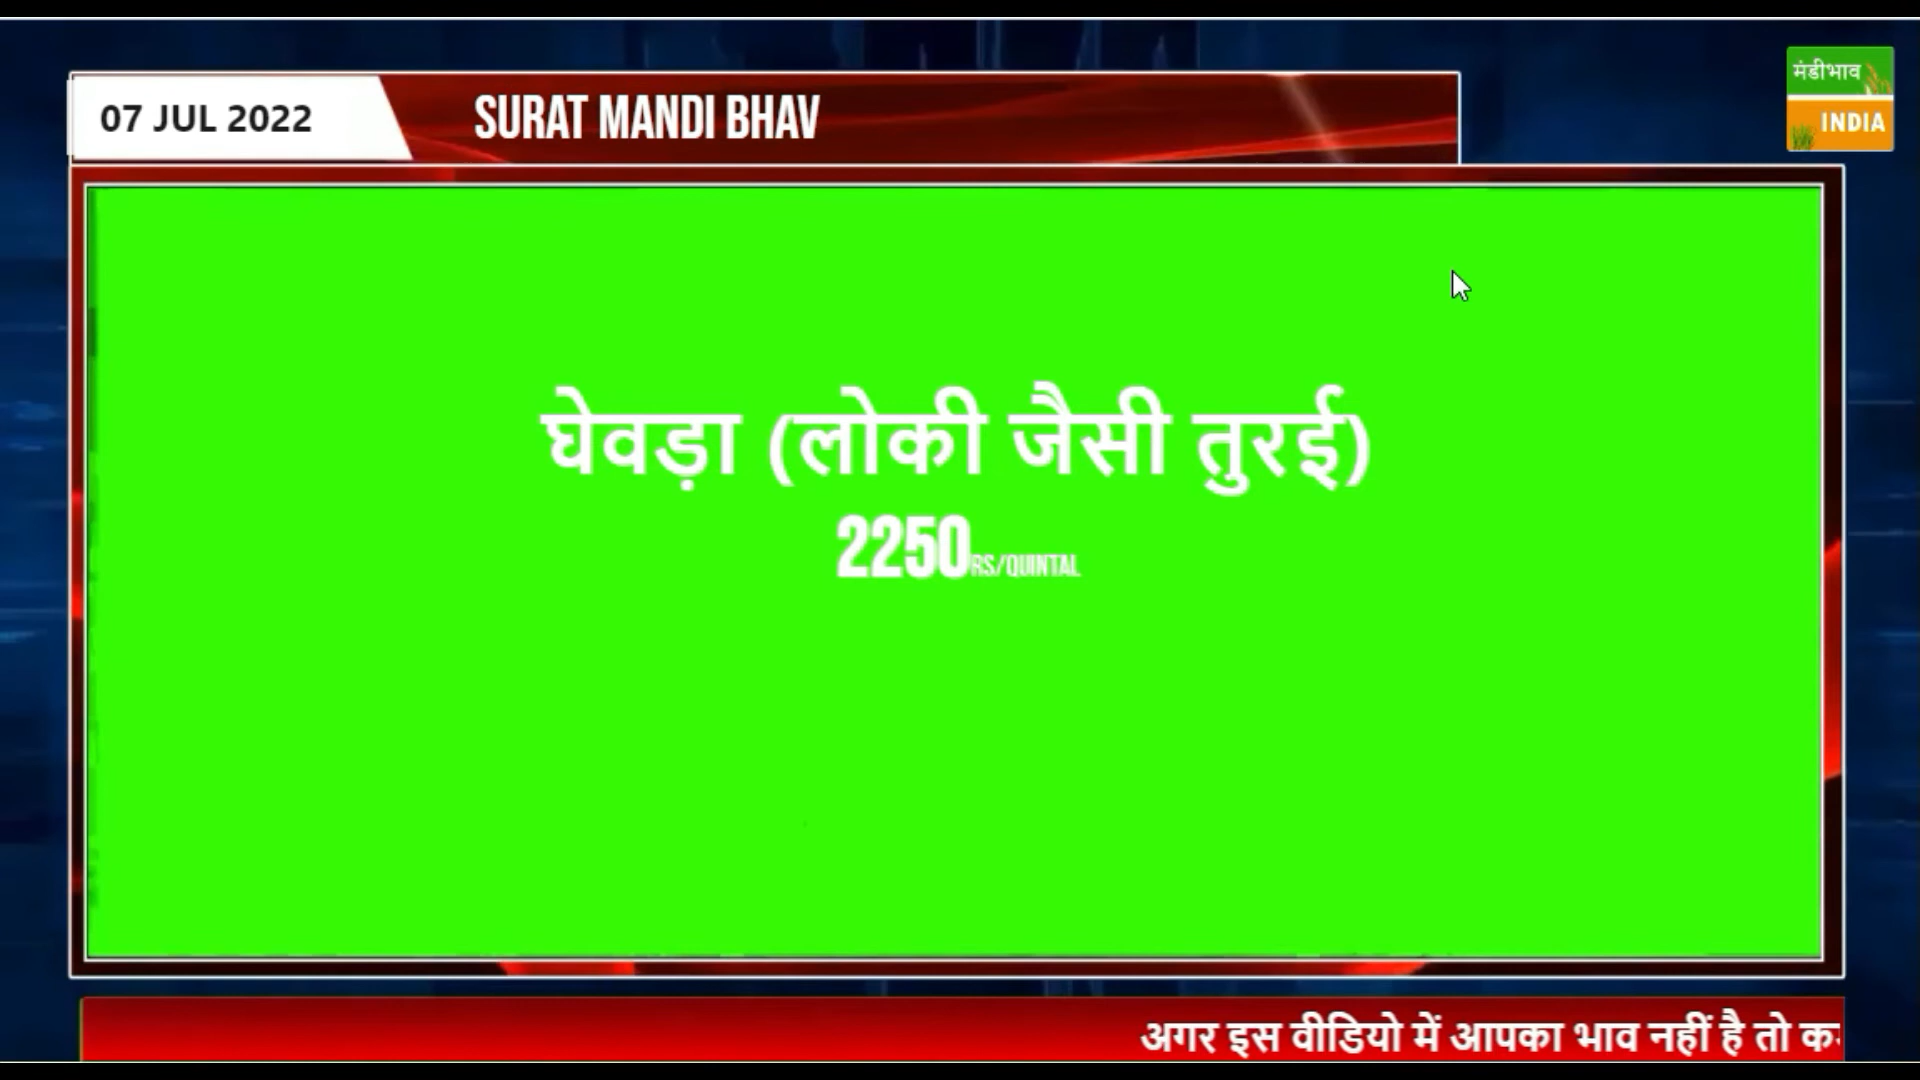 07 JUL 2022
SURAT MANDI BHAV
मंडीभाव
INDIA
घेवड़ा (लोकी जैसी तुरई)
2250RS/QUINTAL
अगर इस वीडियो में आपका भाव नहीं है तो